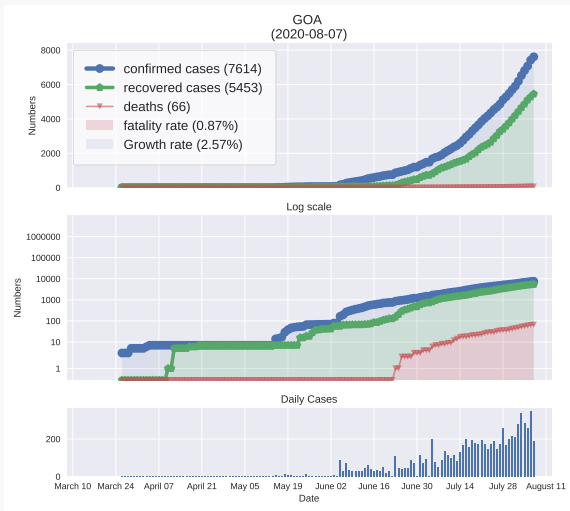 GOA
(2020-08-07)
8000
6000
4000
2000
0
Numbers
confirmed cases (7614)
recovered cases (5453)
deaths (66)
fatality rate (0.87%)
Growth rate (2.57%)
Log scale
1000000
100000
10000
1000
100
10
1
Numbers
Daily Cases
200
0
March 10 March 24 April 07 April 21 May 05 May 19 June 02 June 16 June 30 July 14 July 28 August 11
Date